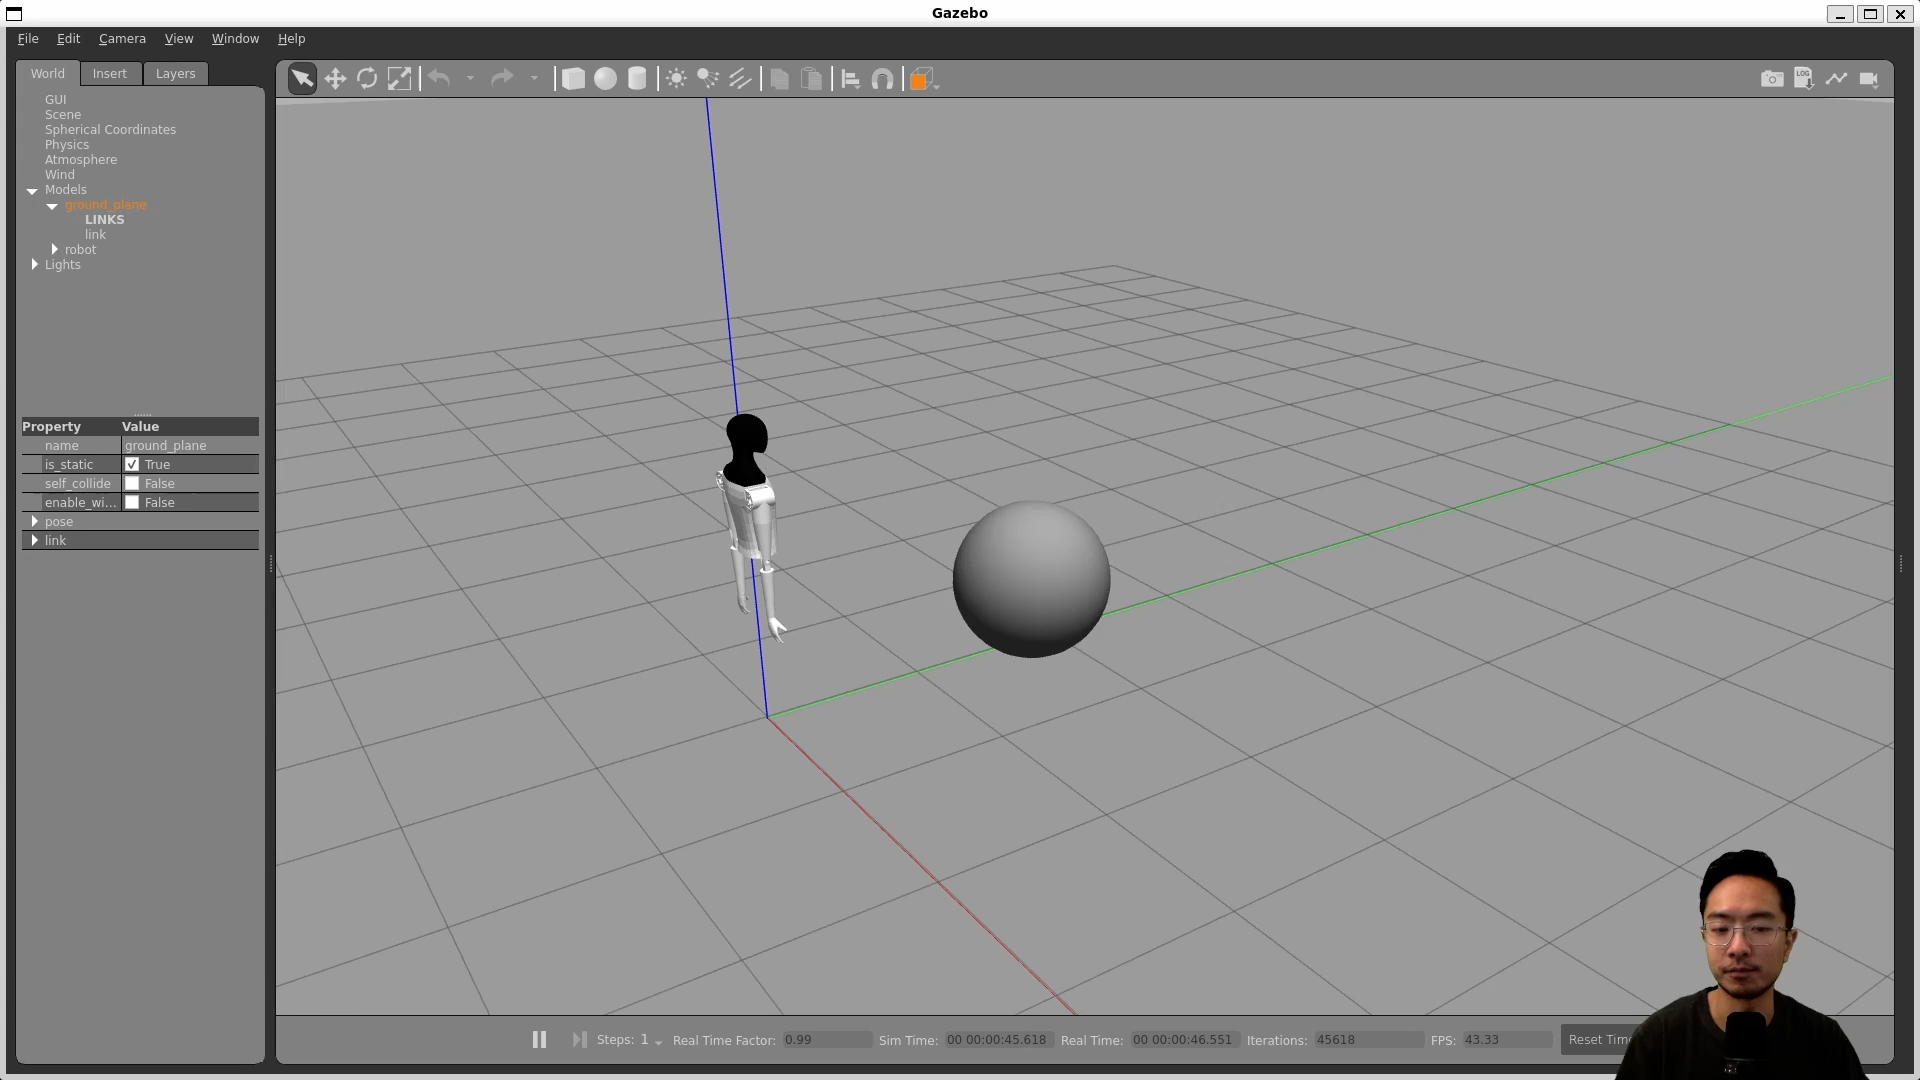 Gazebo
File Edit Camera View Window Help
World Insert Layers
GUI
Scene
Spherical Coordinates
Physics
Atmosphere
Wind
Models
ground_plane
LINKS
link
robot
Lights
Property Value
name ground_plane
is_static True
self_collide False
enable_wi... False
pose
link
LOG
Steps: 1 Real Time Factor: 0.99 Sim Time: 00 00:00:45.618 Real Time: 00 00:00:46.551 Iterations: 45618 FPS: 43.33 Reset Time